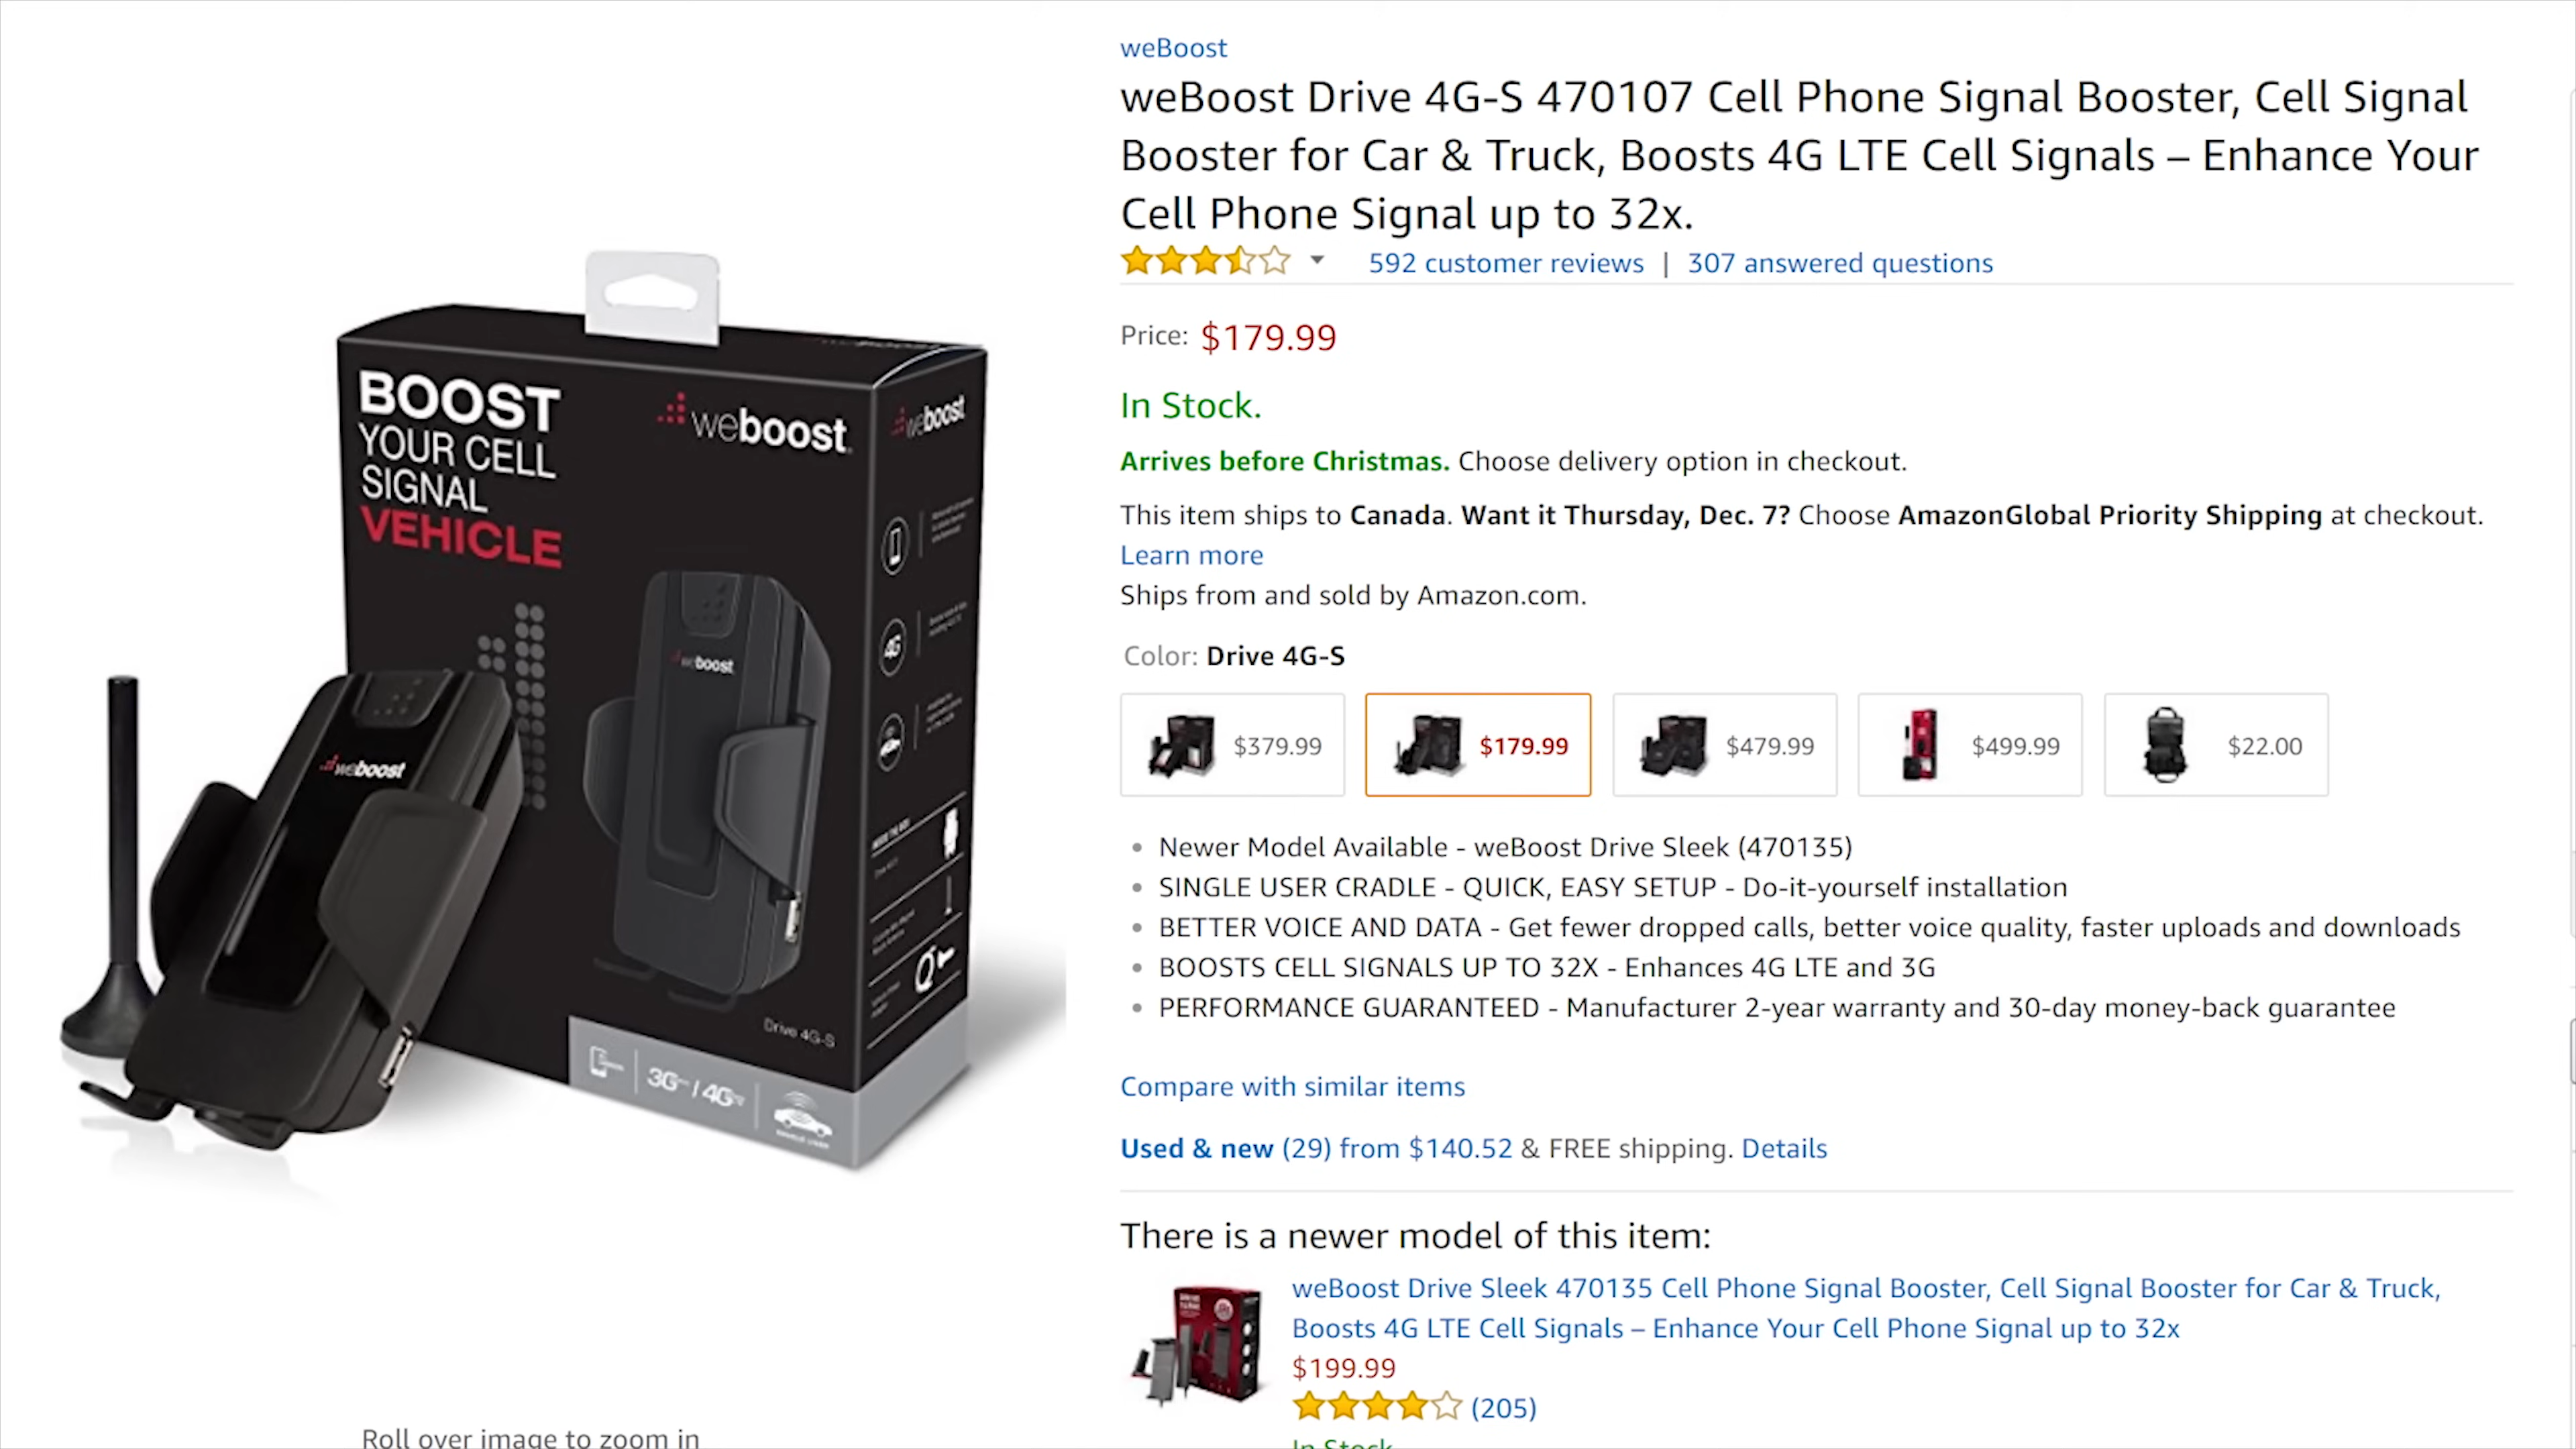 weBoost
weBoost Drive 4G-S 470107 Cell Phone Signal Booster, Cell Signal
Booster for Car & Truck, Boosts 4G LTE Cell Signals – Enhance Your
Cell Phone Signal up to 32x.
592 customer reviews | 307 answered questions
Price: $179.99
In Stock.
Arrives before Christmas. Choose delivery option in checkout.
This item ships to Canada. Want it Thursday, Dec. 7? Choose AmazonGlobal Priority Shipping at checkout.
Learn more
Ships from and sold by Amazon.com.
Color: Drive 4G-S
$379.99 $179.99 $479.99 $499.99 $22.00
• Newer Model Available - weBoost Drive Sleek (470135)
• SINGLE USER CRADLE - QUICK, EASY SETUP - Do-it-yourself installation
• BETTER VOICE AND DATA - Get fewer dropped calls, better voice quality, faster uploads and downloads
• BOOSTS CELL SIGNALS UP TO 32X - Enhances 4G LTE and 3G
• PERFORMANCE GUARANTEED - Manufacturer 2-year warranty and 30-day money-back guarantee
Compare with similar items
Used & new (29) from $140.52 & FREE shipping. Details
There is a newer model of this item:
weBoost Drive Sleek 470135 Cell Phone Signal Booster, Cell Signal Booster for Car & Truck,
Boosts 4G LTE Cell Signals – Enhance Your Cell Phone Signal up to 32x
$199.99
(205)
In Stock
BOOST
YOUR CELL
SIGNAL
VEHICLE
weboost
weboost
4G
weboost
weboost
Drive 4G-S
3G / 4G
Roll over image to zoom in